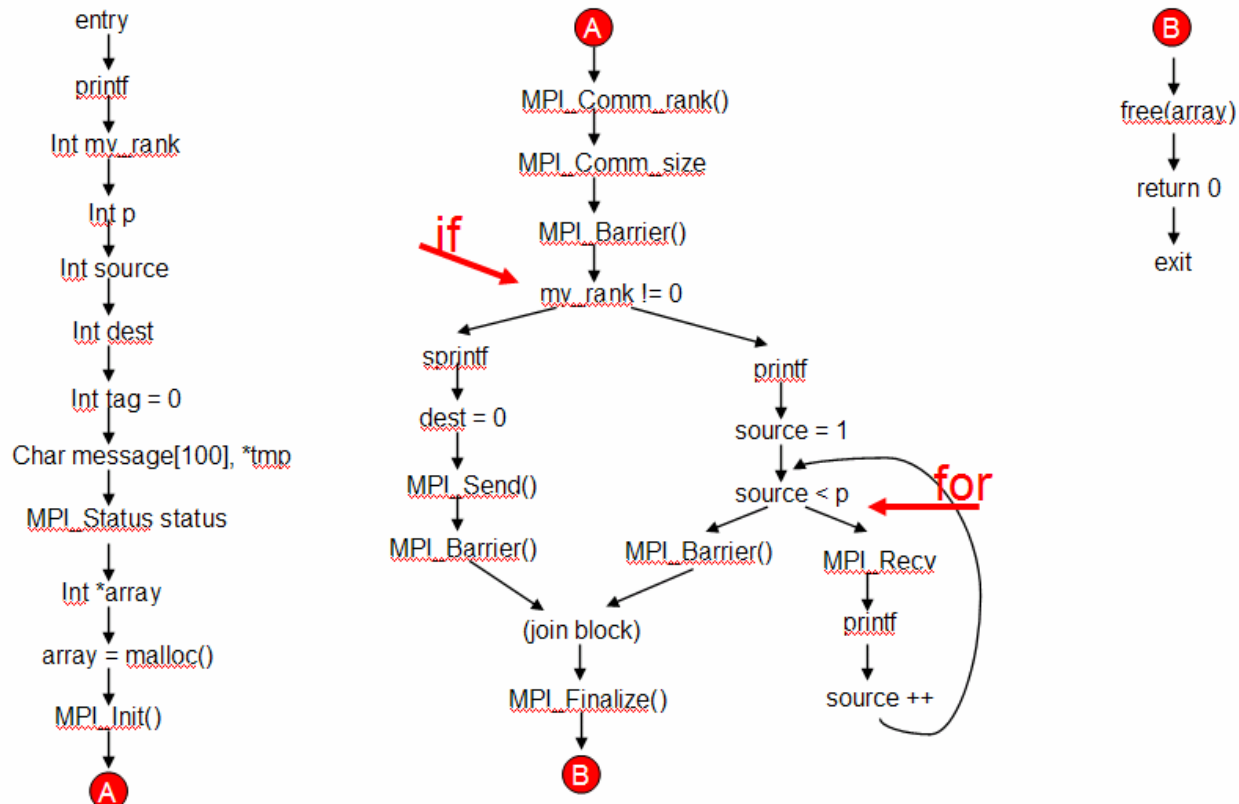 entry
printf
Int my_rank
Int p
Int source
Int dest
Int tag = 0
Char message[100], *tmp
MPI_Status status
Int *array
array = malloc()
MPI_Init()
A
A
MPI_Comm_rank()
MPI_Comm_size
MPI_Barrier()
if
my_rank != 0
sprintf
dest = 0
MPI_Send()
MPI_Barrier()
printf
source = 1
source < p
for
MPI_Barrier()
MPI_Recv
printf
source ++
(join block)
MPI_Finalize()
B
B
free(array)
return 0
exit